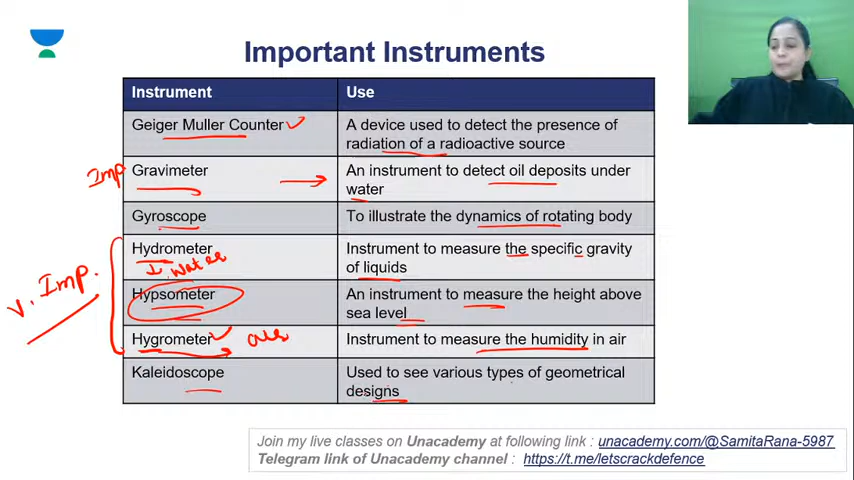 Important Instruments
Instrument Use
Geiger Muller Counter A device used to detect the presence of
radiation of a radioactive source
Imp Gravimeter An instrument to detect oil deposits under
water
Gyroscope To illustrate the dynamics of rotating body
Hydrometer Instrument to measure the specific gravity
of liquids
water
V. Imp.
Hypsometer An instrument to measure the height above
sea level
Hygrometer Instrument to measure the humidity in air
Kaleidoscope Used to see various types of geometrical
designs
Join my live classes on Unacademy at following link : unacademy.com/@SamitaRana-5987
Telegram link of Unacademy channel : https://t.me/letscrackdefence